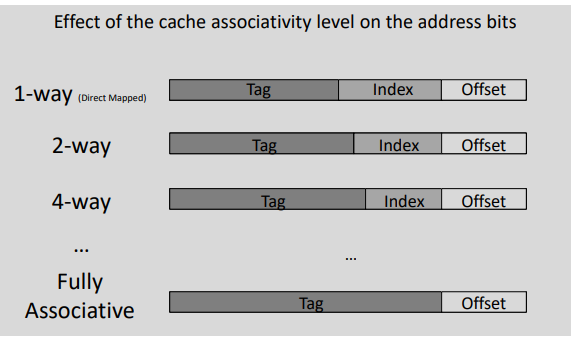 Effect of the cache associativity level on the address bits
1-way (Direct Mapped) Tag Index Offset
2-way Tag Index Offset
4-way Tag Index Offset
... ...
Fully
Associative Tag Offset